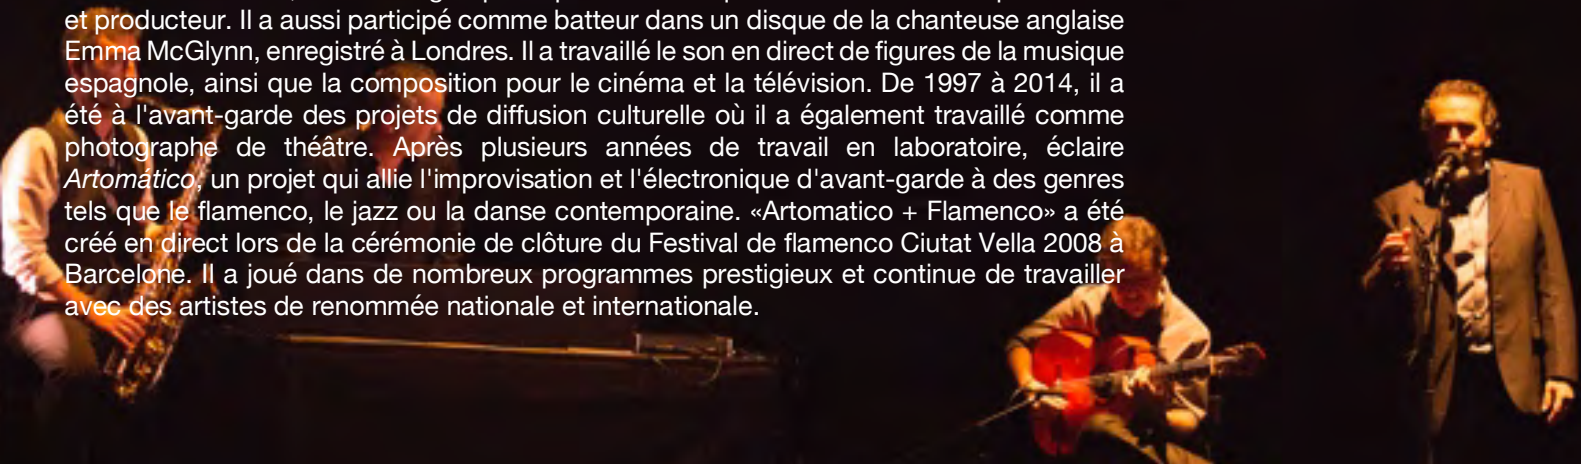 et producteur. Il a aussi participé comme batteur dans un disque de la chanteuse anglaise
Emma McGlynn, enregistré à Londres. Il a travaillé le son en direct de figures de la musique
espagnole, ainsi que la composition pour le cinéma et la télévision. De 1997 à 2014, il a
été à l'avant-garde des projets de diffusion culturelle où il a également travaillé comme
photographe de théâtre. Après plusieurs années de travail en laboratoire, éclaire
Artomático, un projet qui allie l'improvisation et l'électronique d'avant-garde à des genres
tels que le flamenco, le jazz ou la danse contemporaine. «Artomatico + Flamenco» a été
créé en direct lors de la cérémonie de clôture du Festival de flamenco Ciutat Vella 2008 à
Barcelone. Il a joué dans de nombreux programmes prestigieux et continue de travailler
avec des artistes de renommée nationale et internationale.